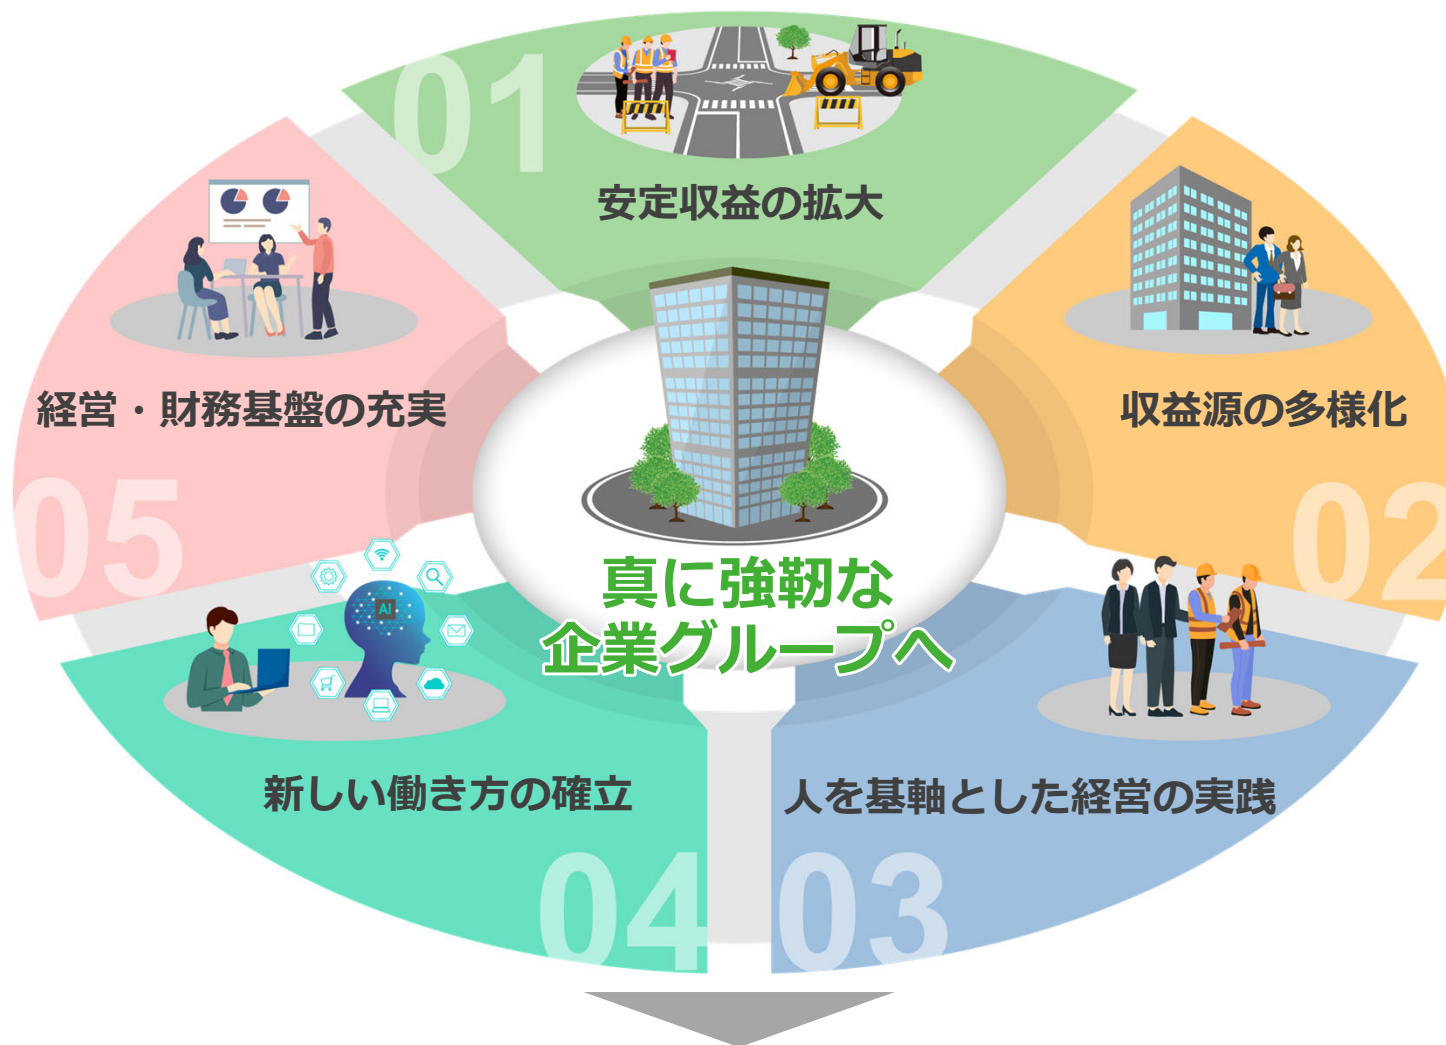 01
安定収益の拡大
収益源の多様化
02
人を基軸とした経営の実践
03
新しい働き方の確立
04
AI
経営・財務基盤の充実
05
真に強靭な
企業グループへ